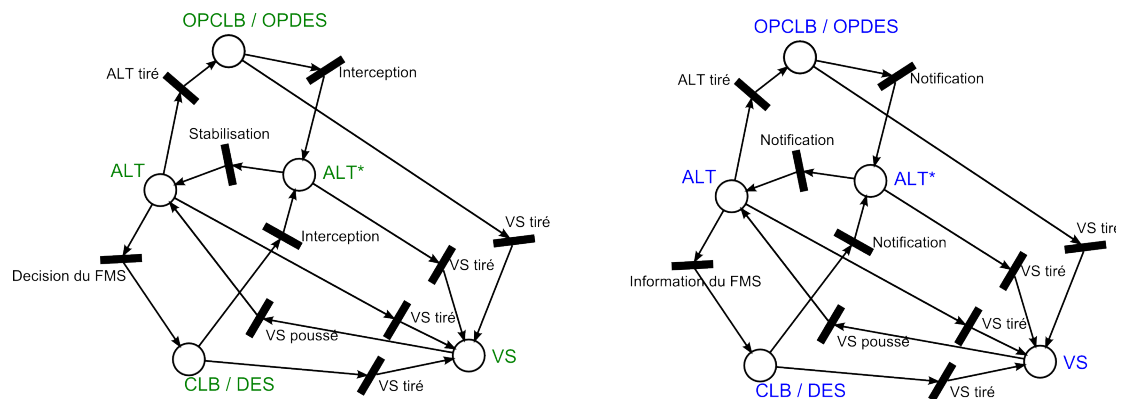 OPCLB / OPDES
ALT tiré
Interception
Stabilisation
ALT
ALT*
Interception
VS tiré
Decision du FMS
VS tiré
VS tiré
VS pousse
VS
CLB / DES
VS tiré
OPCLB / OPDES
ALT tiré
Notification
Notification
ALT
ALT*
VS tiré
Notification
Information du FMS
VS tiré
VS tiré
VS pousse
VS
CLB / DES
VS tiré